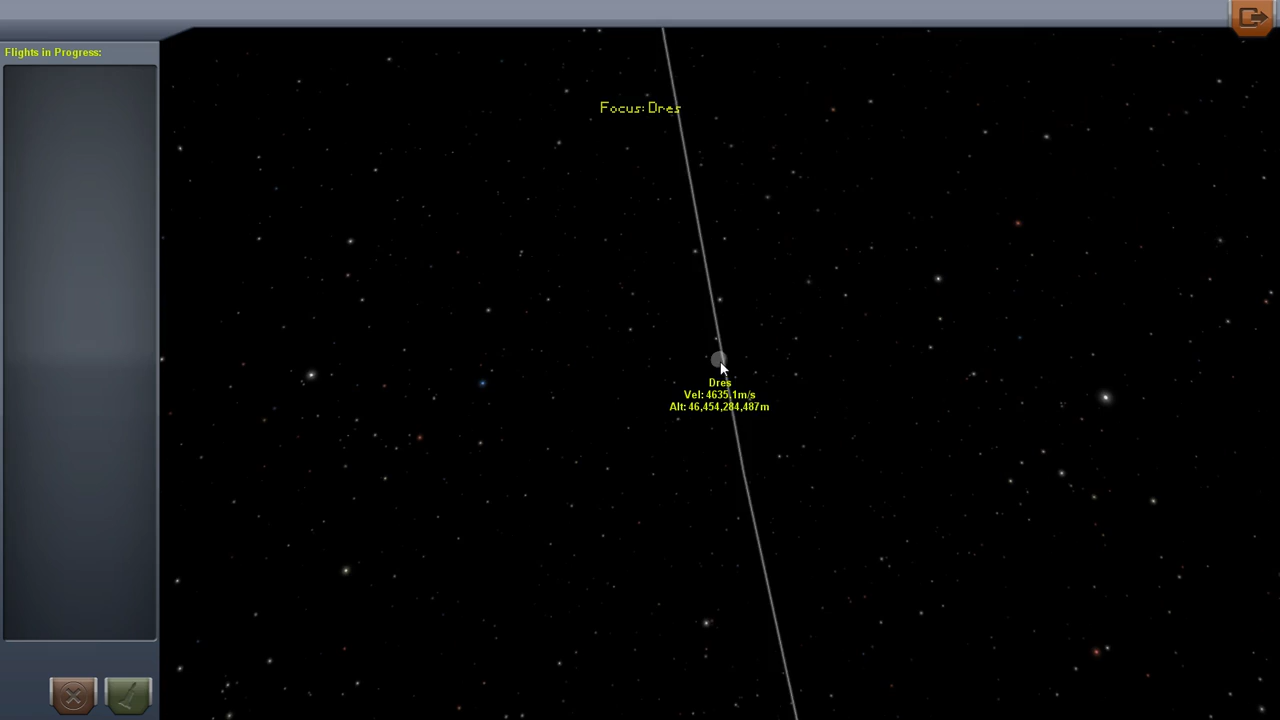 Flights in Progress:
Focus: Dres
Dres
Vel: 4635.1m/s
Alt: 46,454,284,487m